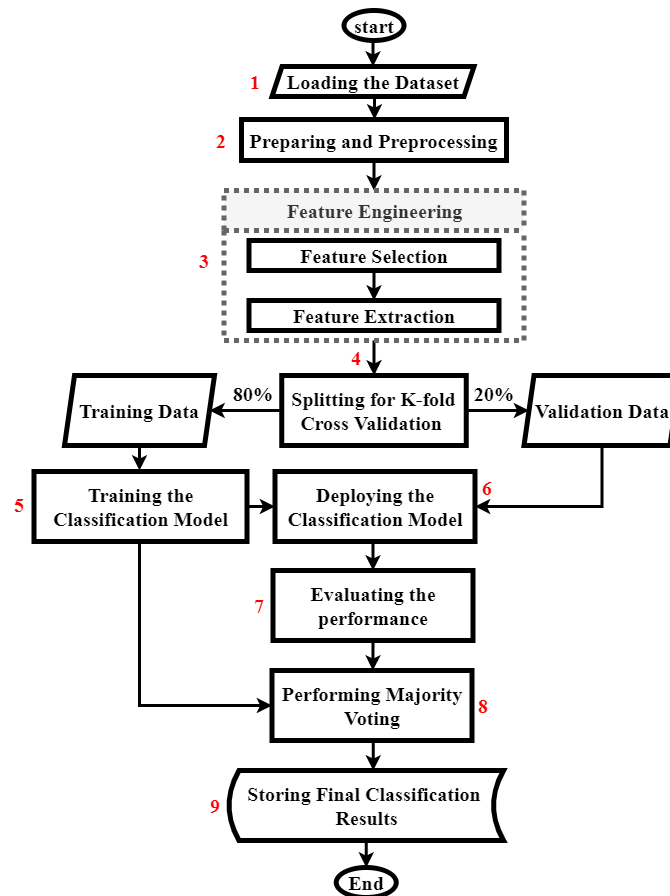 start
1
Loading the Dataset
2
Preparing and Preprocessing
Feature Engineering
3
Feature Selection
Feature Extraction
4
80%
20%
Training Data
Splitting for K-fold
Cross Validation
Validation Data
5
Training the
Classification Model
Deploying the
Classification Model
6
7
Evaluating the
performance
Performing Majority
Voting
8
9
Storing Final Classification
Results
End